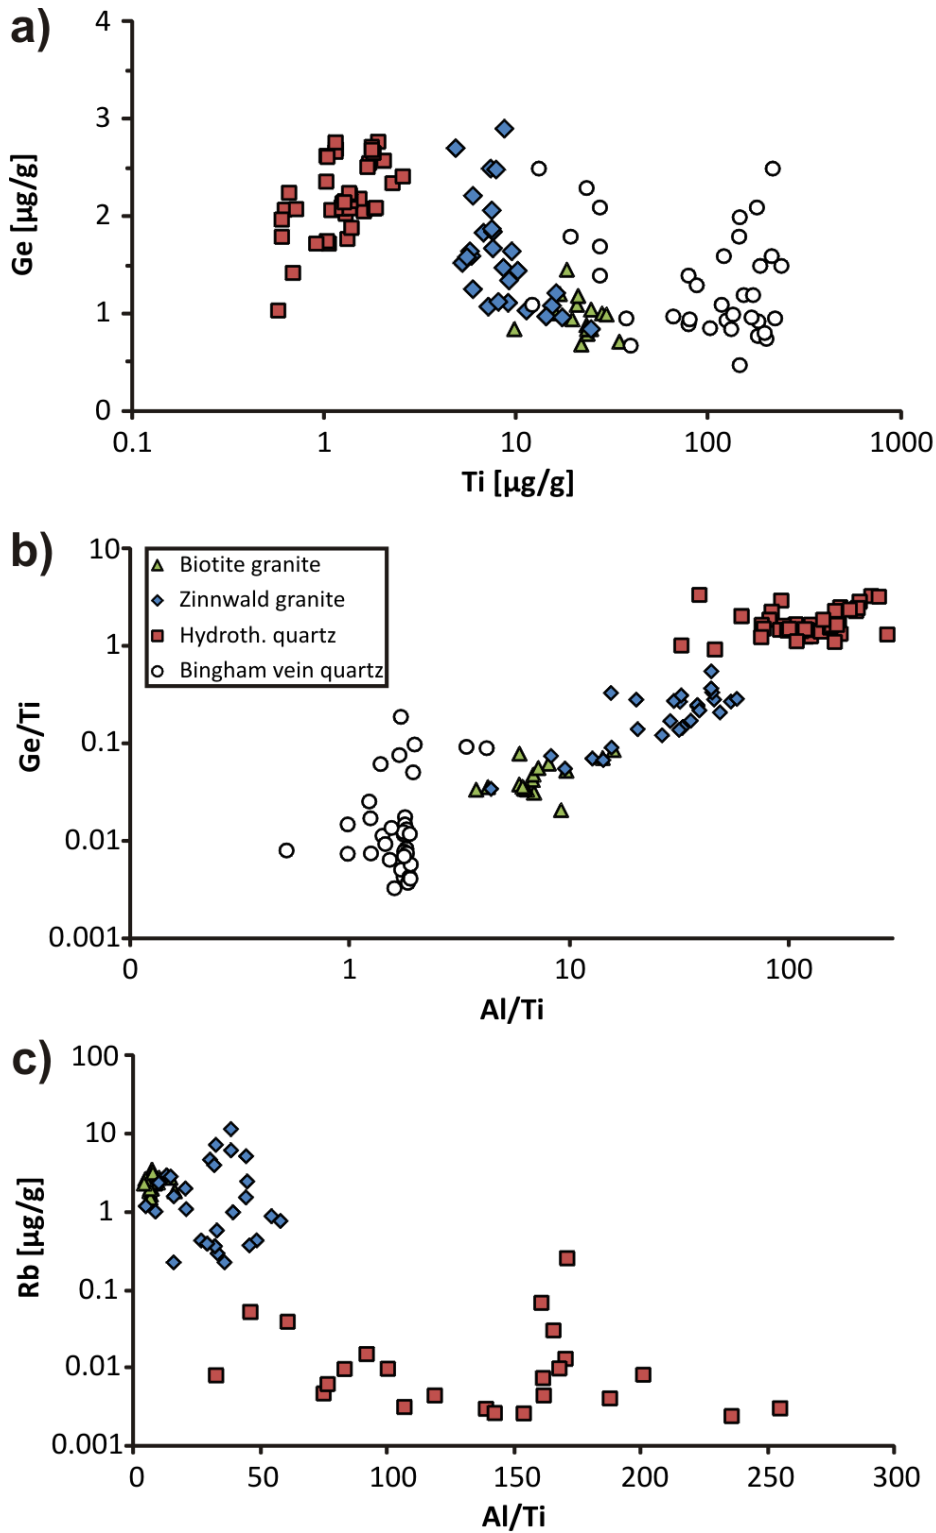 a)
4
3
2
1
0
Ge [µg/g]
0.1 1 10 100 1000
Ti [µg/g]
b)
10
1
0.1
0.01
0.001
Ge/Ti
Biotite granite
Zinnwald granite
Hydroth. quartz
Bingham vein quartz
0 1 10 100
Al/Ti
c)
100
10
1
0.1
0.01
0.001
Rb [µg/g]
0 50 100 150 200 250 300
Al/Ti